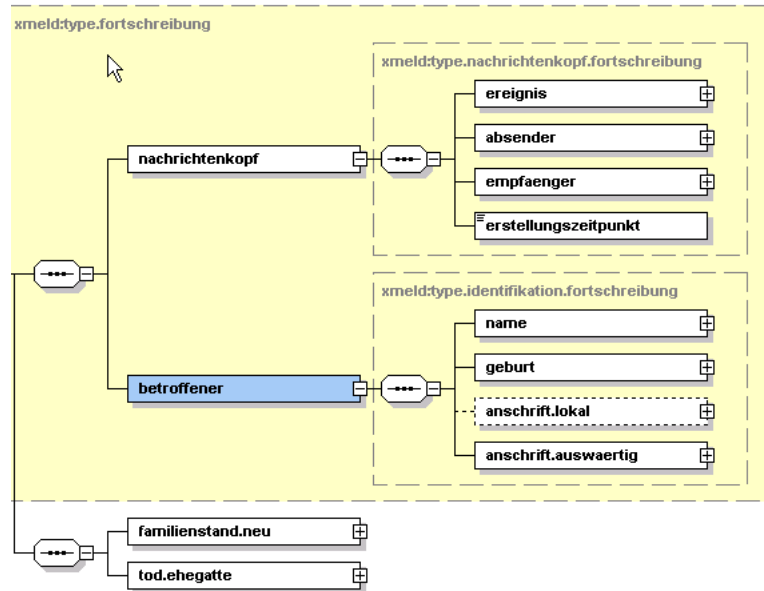 xmeld:type.fortschreibung
xmeld:type.nachrichtenkopf.fortschreibung
ereignis
absender
nachrichtenkopf
empfaenger
erstellungszeitpunkt
xmeld:type.identifikation.fortschreibung
name
geburt
betroffener
anschrift.lokal
anschrift.auswaertig
familienstand.neu
tod.ehegatte